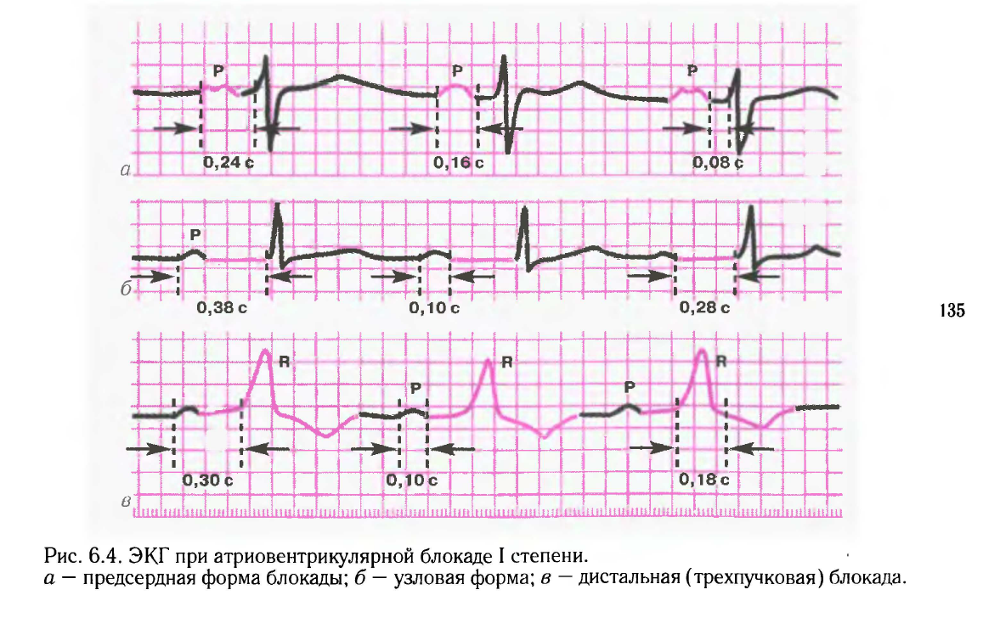 P P P
0,24 с 0,16 с 0,08 с
а
P
б
0,38 с 0,10 с 0,28 с
135
R R R
P P
0,30 с 0,10 с 0,18 с
в
Рис. 6.4. ЭКГ при атриовентрикулярной блокаде I степени.
а — предсердная форма блокады; б — узловая форма; в — дистальная (трехпучковая) блокада.